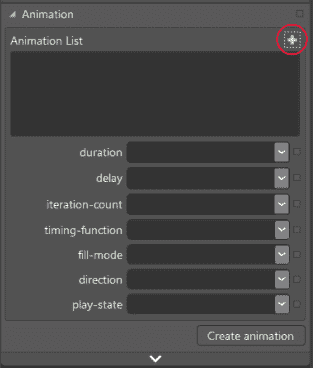 Animation
Animation List
duration
delay
iteration-count
timing-function
fill-mode
direction
play-state
Create animation